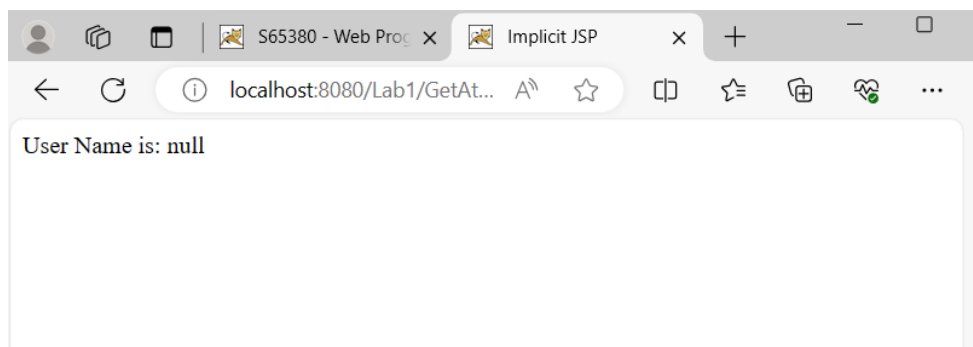 S65380 - Web Prog
Implicit JSP
localhost:8080/Lab1/GetAt...
User Name is: null